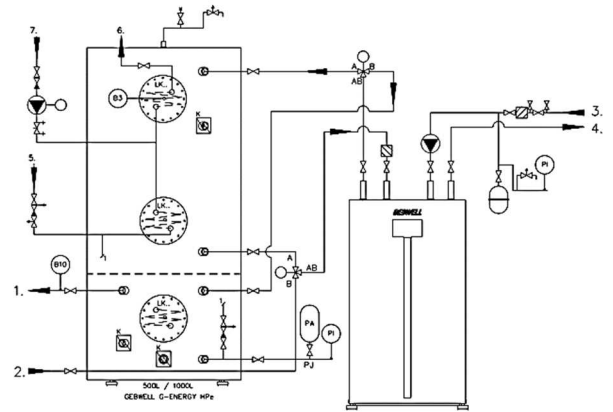 7.
6.
LK..
B3
K
A
B
AB
3.
4.
PI
5.
LK..
GEBWELL
A
AB
B
B10
1.
LK..
K
K
PA
PI
PJ
2.
500L / 1000L
GEBWELL G-ENERGY HPe